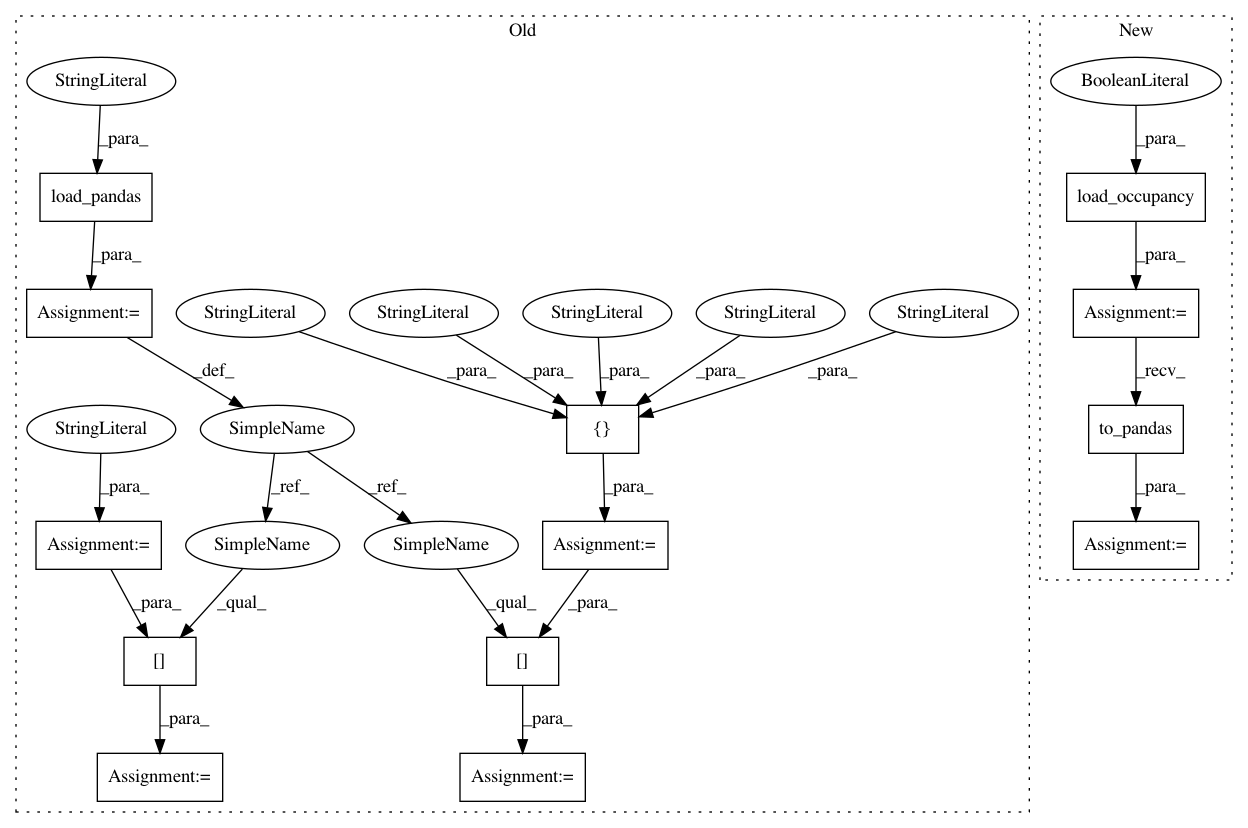 Old
New
StringLiteral
BooleanLiteral
_para_
_para_
load_pandas
load_occupancy
_para_
_para_
Assignment:=
StringLiteral
StringLiteral
StringLiteral
StringLiteral
StringLiteral
Assignment:=
_def_
_para_
_para_
_para_
_para_
_para_
_recv_
StringLiteral
SimpleName
{}
to_pandas
_para_
_ref_
_ref_
_para_
_para_
Assignment:=
SimpleName
SimpleName
Assignment:=
Assignment:=
_para_
_qual_
_qual_
_para_
[]
[]
_para_
_para_
Assignment:=
Assignment:=